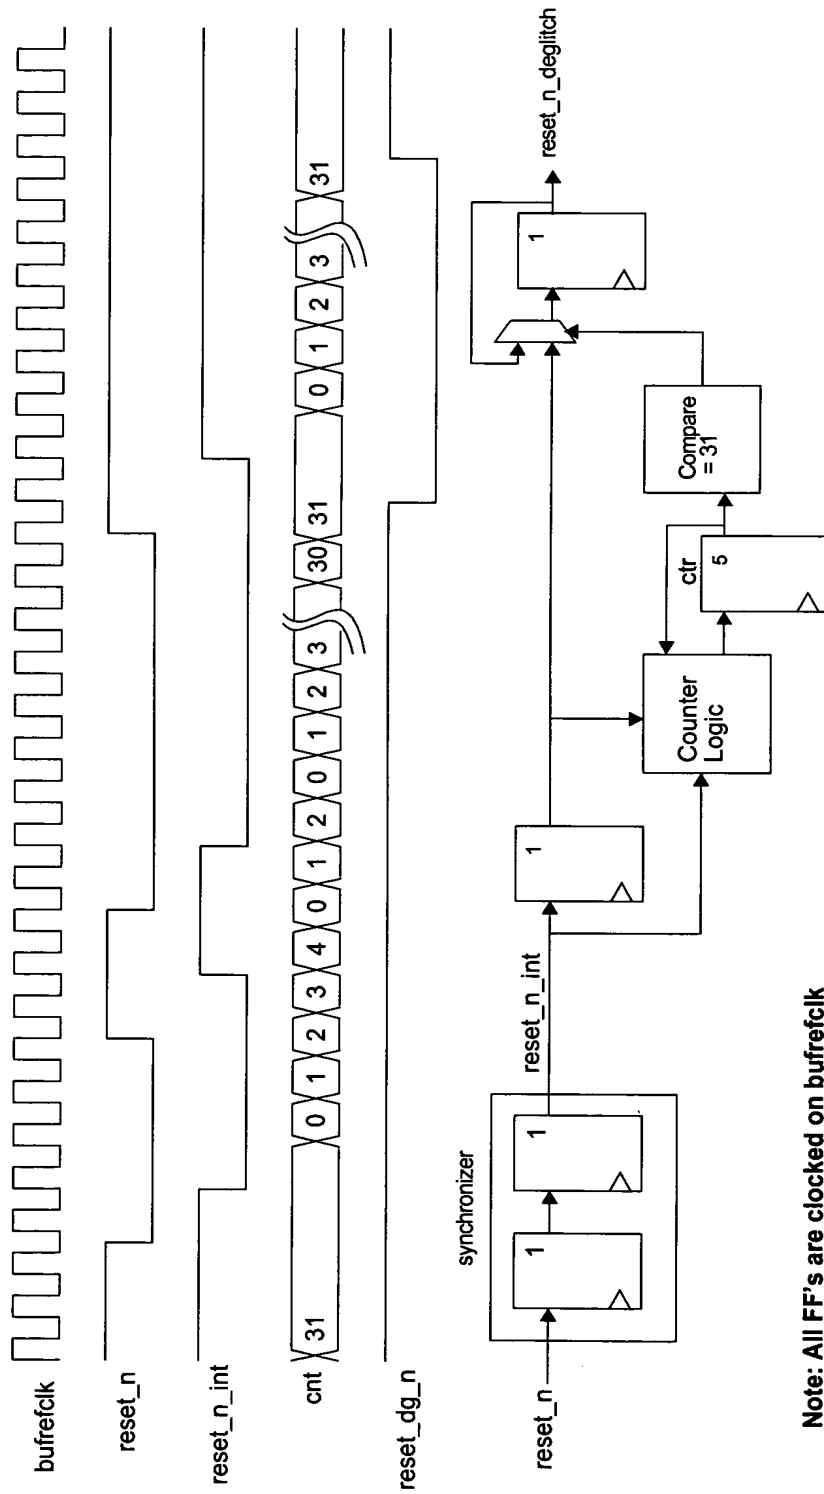 bufrefclk
reset_n
reset_n_int
cnt 31 0 1 2 3 4 0 1 2 0 1 2 3 30 31 0 1 2 3 31
reset_dg_n
synchronizer
reset_n
1
1
reset_n_int
1
Counter
Logic
ctr
5
Compare
= 31
1
reset_n_deglitch
Note: All FF's are clocked on bufrefclk